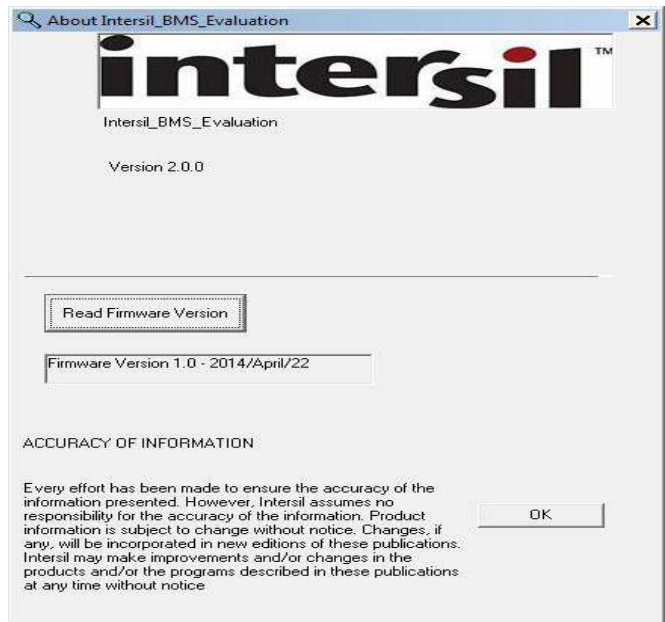 About Intersil_BMS_Evaluation
intersil™
Intersil_BMS_Evaluation
Version 2.0.0
Read Firmware Version
Firmware Version 1.0 - 2014/April/22
ACCURACY OF INFORMATION
Every effort has been made to ensure the accuracy of the
information presented. However, Intersil assumes no
responsibility for the accuracy of the information. Product
information is subject to change without notice. Changes, if
any, will be incorporated in new editions of these publications.
Intersil may make improvements and/or changes in the
products and/or the programs described in these publications
at any time without notice
OK